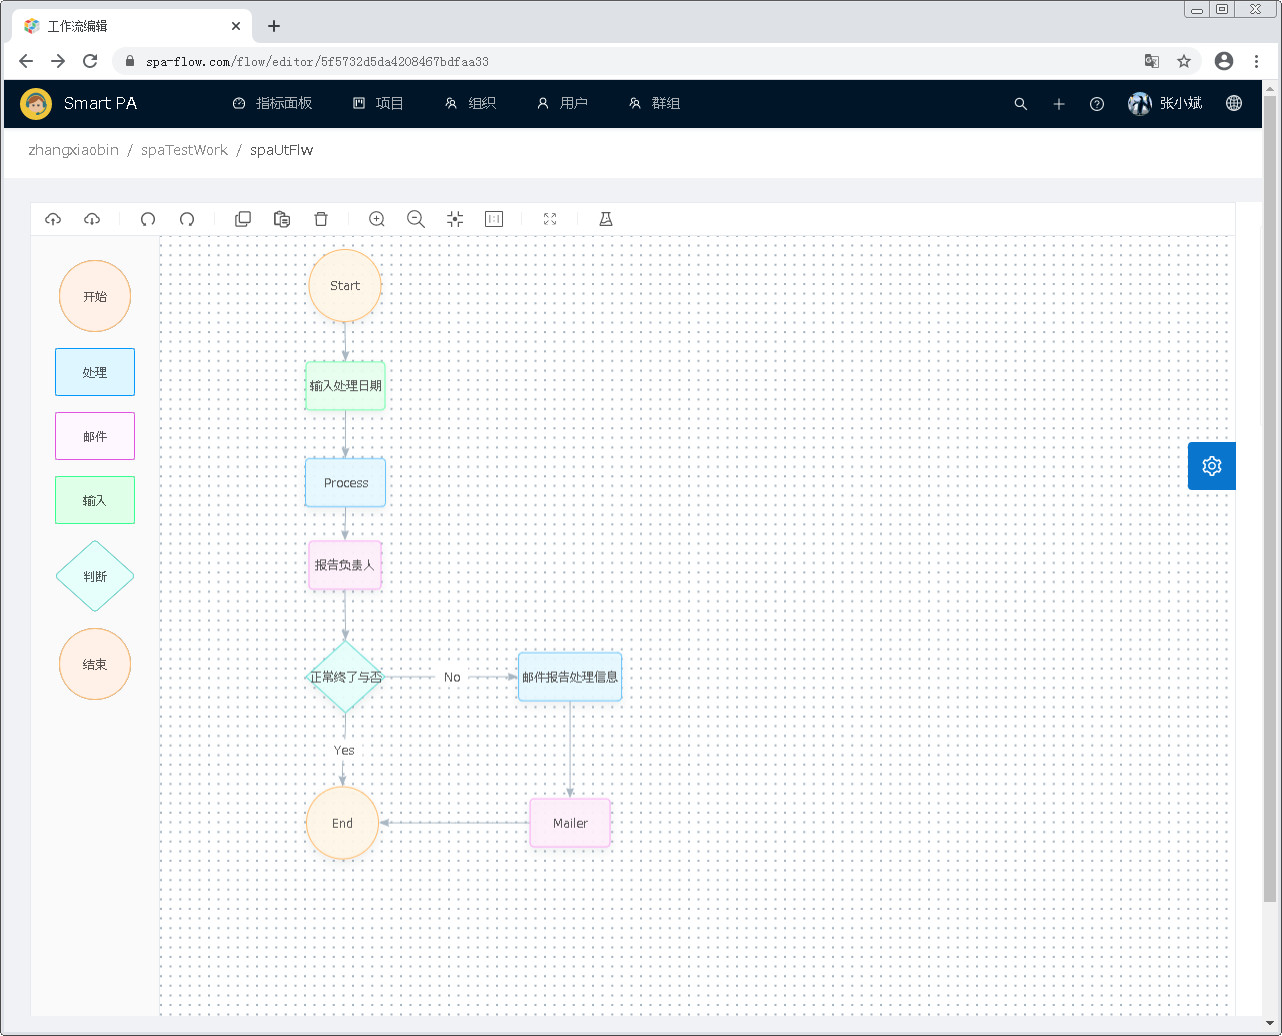 工作流编辑
spa-flow.com/flow/editor/5f5732d5da4208467bdfaa33
Smart PA 指标面板 项目 组织 用户 群组 张小斌
zhangxiaobin / spaTestWork / spaUtFlw
开始
处理
邮件
输入
判断
结束
Start
输入处理日期
Process
报告负责人
正常终了与否
No
邮件报告处理信息
Yes
End
Mailer